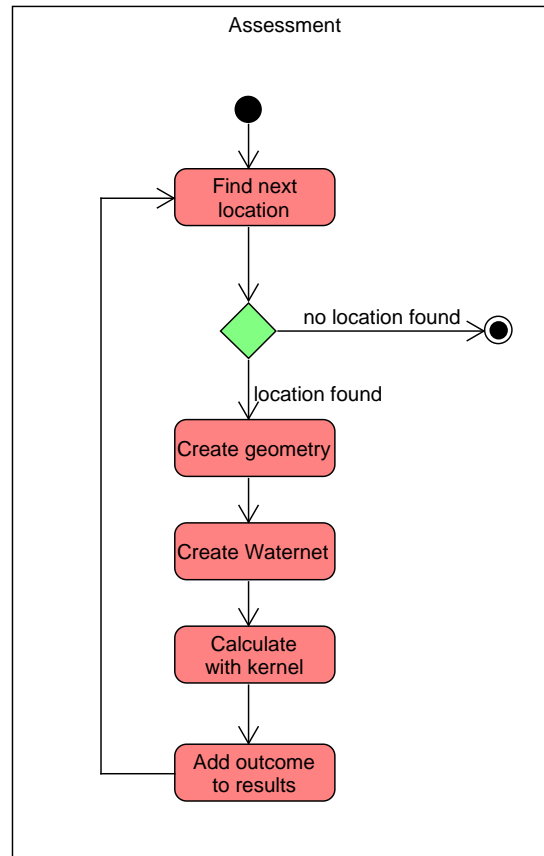 Assessment
Find next
location
no location found
location found
Create geometry
Create Waternet
Calculate
with kernel
Add outcome
to results